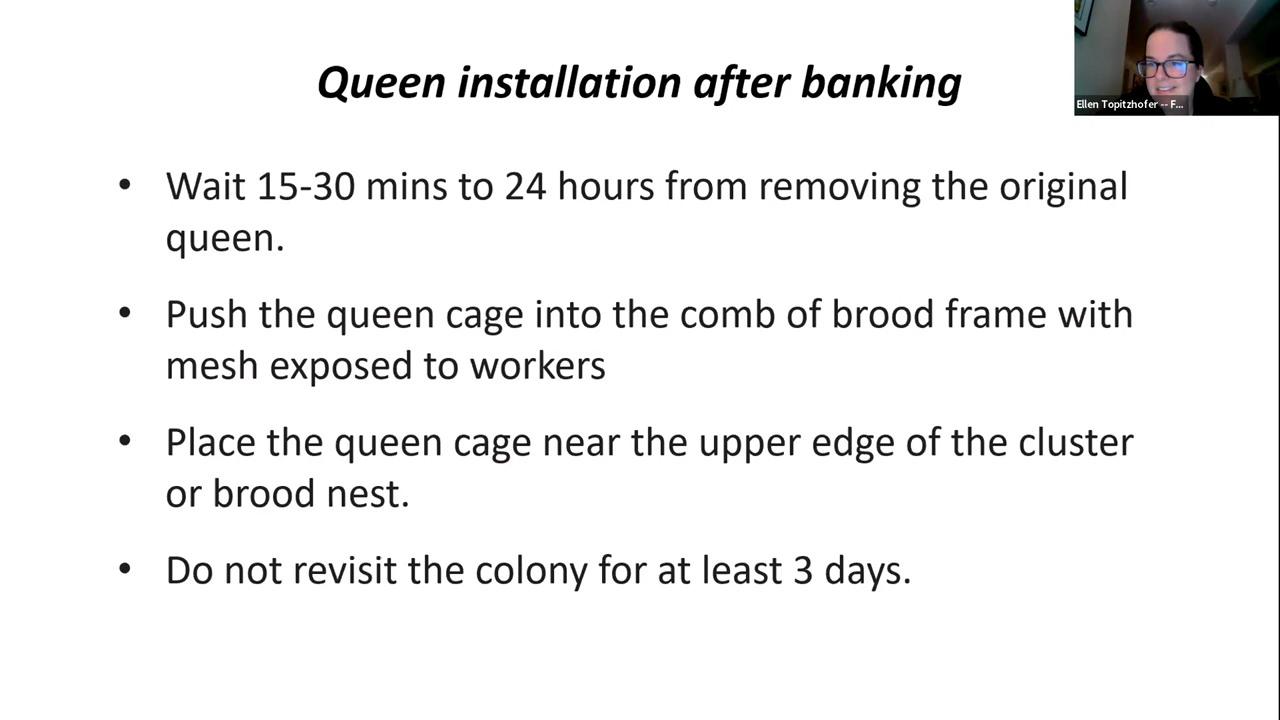 Queen installation after banking
Ellen Topitzhofer -- F...
• Wait 15-30 mins to 24 hours from removing the original
queen.
• Push the queen cage into the comb of brood frame with
mesh exposed to workers
• Place the queen cage near the upper edge of the cluster
or brood nest.
• Do not revisit the colony for at least 3 days.